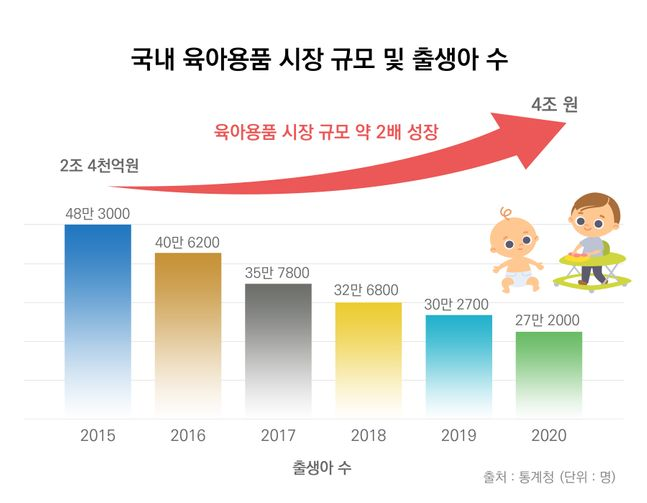 국내 육아용품 시장 규모 및 출생아 수
4조 원
육아용품 시장 규모 약 2배 성장
2조 4천억원
48만 3000
40만 6200
35만 7800
32만 6800
30만 2700
27만 2000
2015 2016 2017 2018 2019 2020
출생아 수
출처 : 통계청 (단위 : 명)